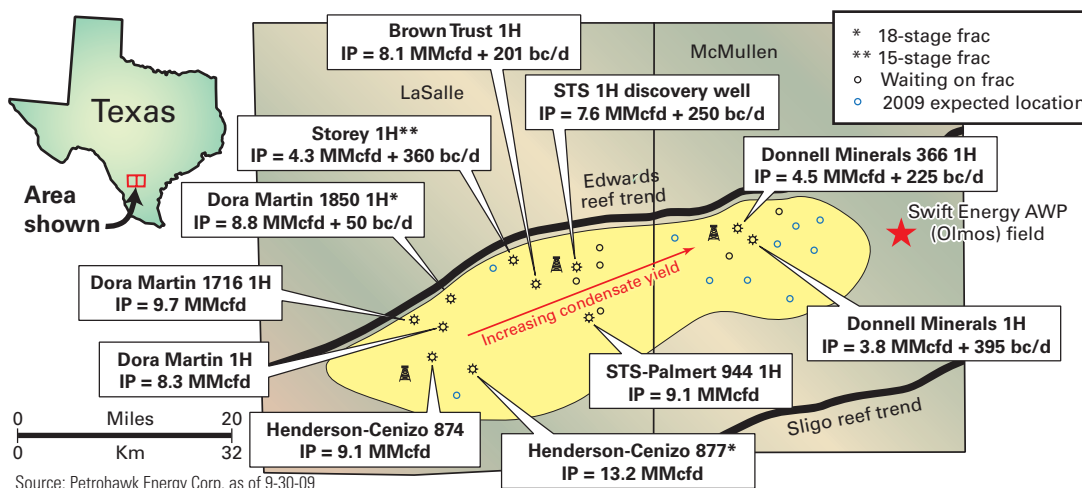 Texas
Area
shown
LaSalle
McMullen
Brown Trust 1H
IP = 8.1 MMcfd + 201 bc/d
STS 1H discovery well
IP = 7.6 MMcfd + 250 bc/d
Storey 1H**
IP = 4.3 MMcfd + 360 bc/d
Dora Martin 1850 1H*
IP = 8.8 MMcfd + 50 bc/d
Dora Martin 1716 1H
IP = 9.7 MMcfd
Dora Martin 1H
IP = 8.3 MMcfd
Henderson-Cenizo 874
IP = 9.1 MMcfd
Henderson-Cenizo 877*
IP = 13.2 MMcfd
STS-Palmert 944 1H
IP = 9.1 MMcfd
Donnell Minerals 366 1H
IP = 4.5 MMcfd + 225 bc/d
Donnell Minerals 1H
IP = 3.8 MMcfd + 395 bc/d
Edwards
reef trend
Increasing condensate yield
Sligo reef trend
Swift Energy AWP
(Olmos) field
* 18-stage frac
** 15-stage frac
Waiting on frac
2009 expected location
0 Miles 20
0 Km 32
Source: Petrohawk Energy Corp. as of 9-30-09